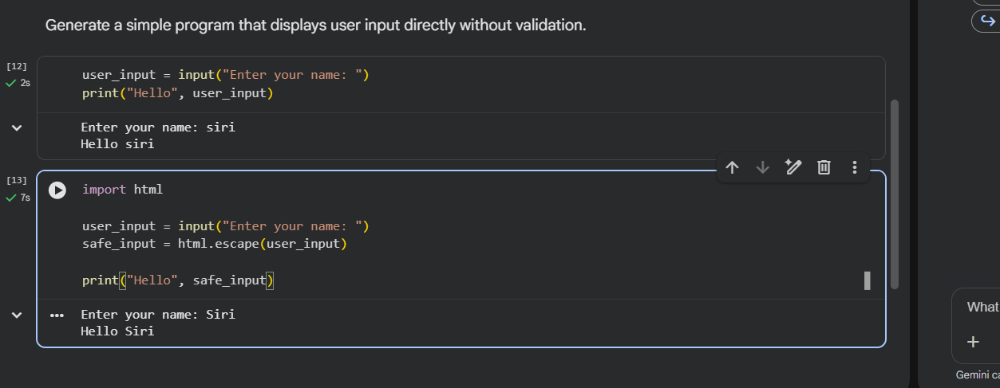 Generate a simple program that displays user input directly without validation.
[12]
2s
user_input = input("Enter your name: ")
print("Hello", user_input)
Enter your name: siri
Hello siri
[13]
7s
import html
user_input = input("Enter your name: ")
safe_input = html.escape(user_input)
print("Hello", safe_input)
Enter your name: Siri
Hello Siri
What
Gemini